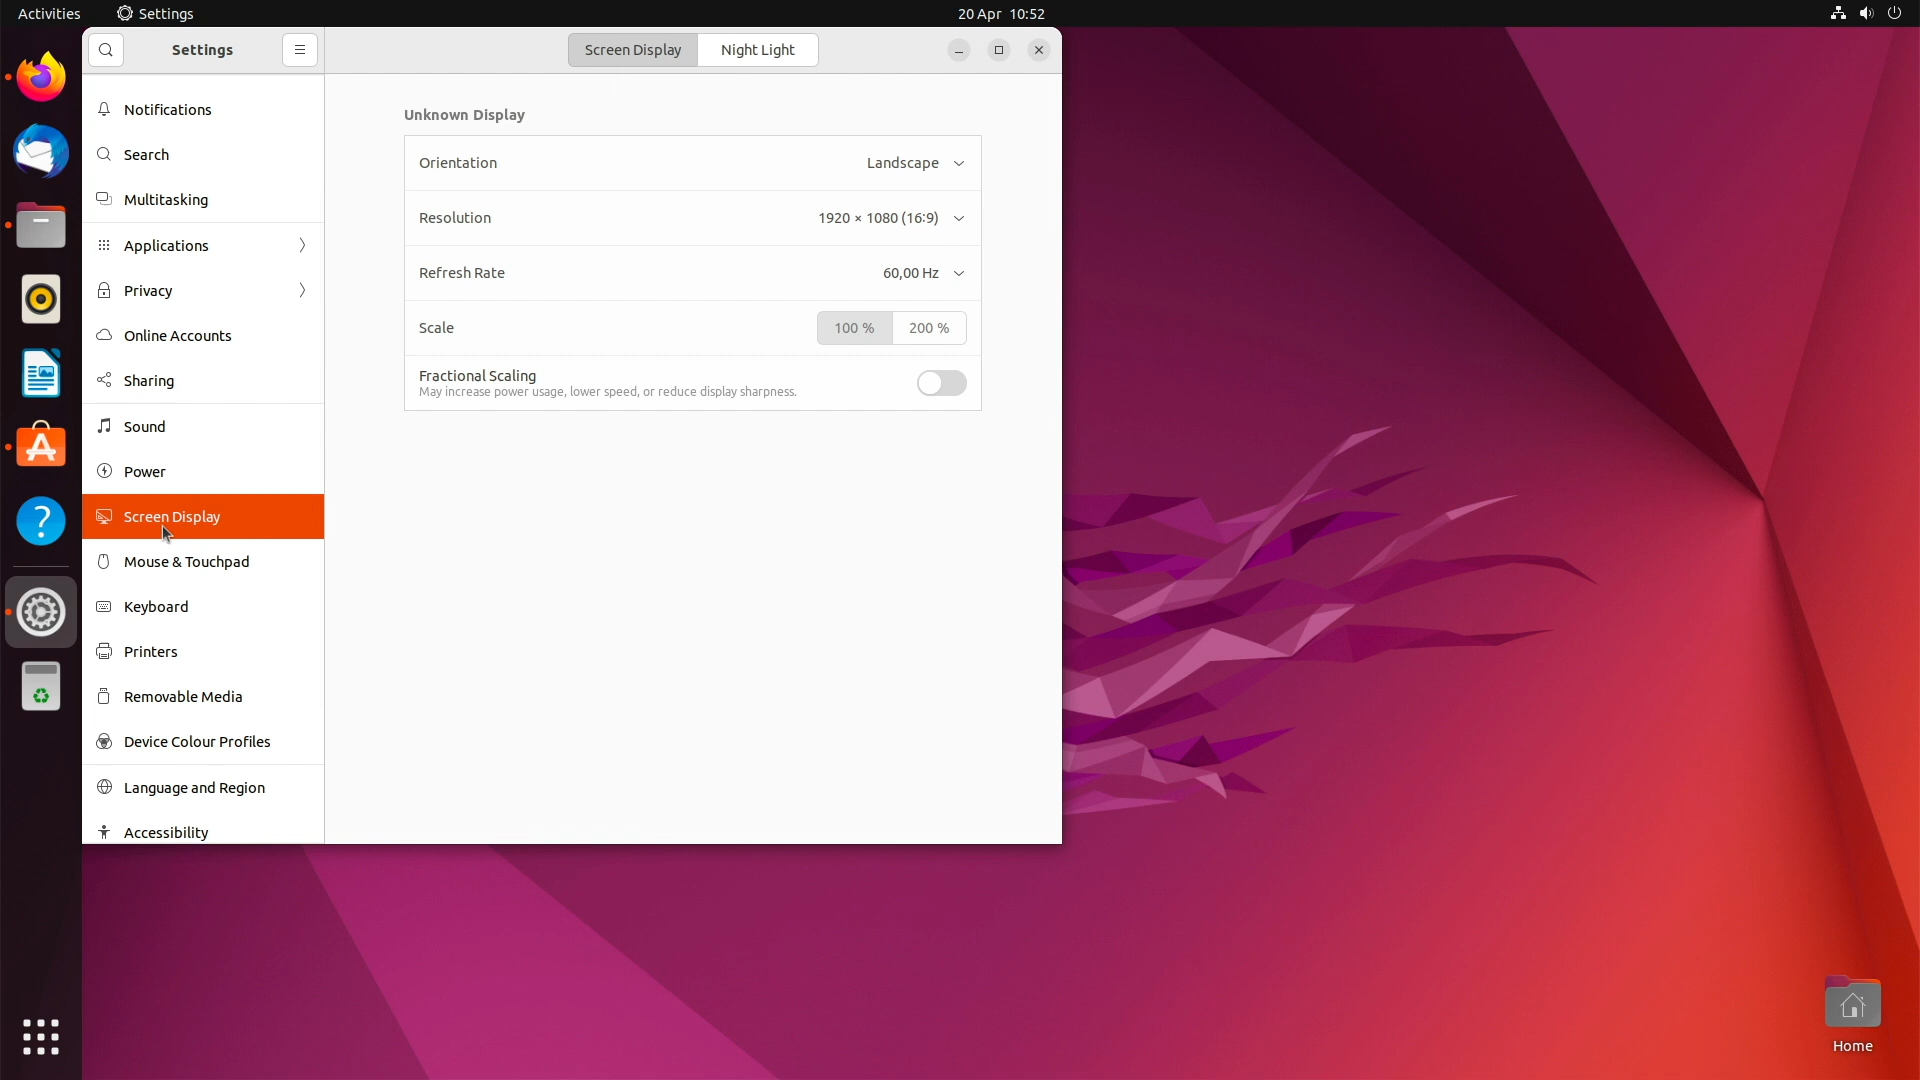 Activities
Settings
20 Apr 10:52
Settings
Screen Display
Night Light
Notifications
Search
Multitasking
Applications
Privacy
Online Accounts
Sharing
Sound
Power
Screen Display
Mouse & Touchpad
Keyboard
Printers
Removable Media
Device Colour Profiles
Language and Region
Accessibility
Unknown Display
Orientation
Landscape
Resolution
1920 × 1080 (16:9)
Refresh Rate
60,00 Hz
Scale
100 %
200 %
Fractional Scaling
May increase power usage, lower speed, or reduce display sharpness.
Home